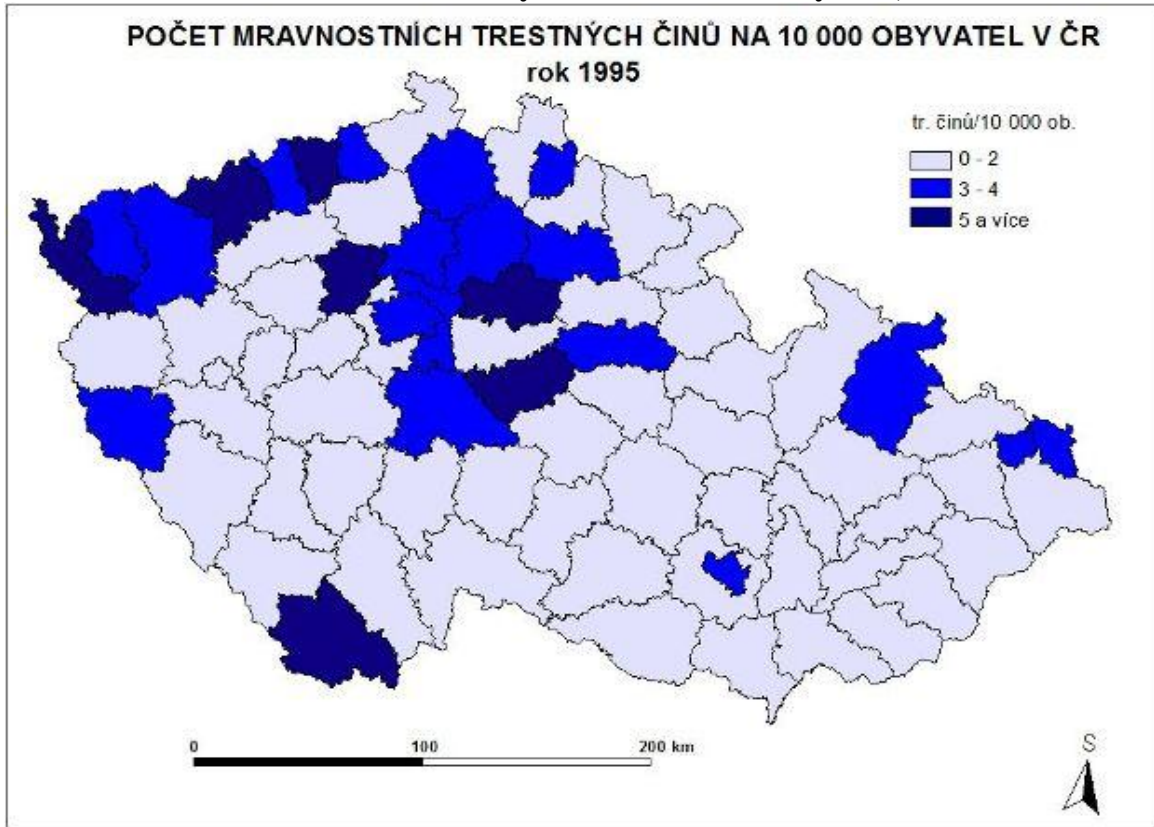 POČET MRAVNOSTNÍCH TRESTNÝCH ČINŮ NA 10 000 OBYVATEL V ČR
rok 1995
tr. činů/10 000 ob.
0 - 2
3 - 4
5 a více
0 100 200 km
S